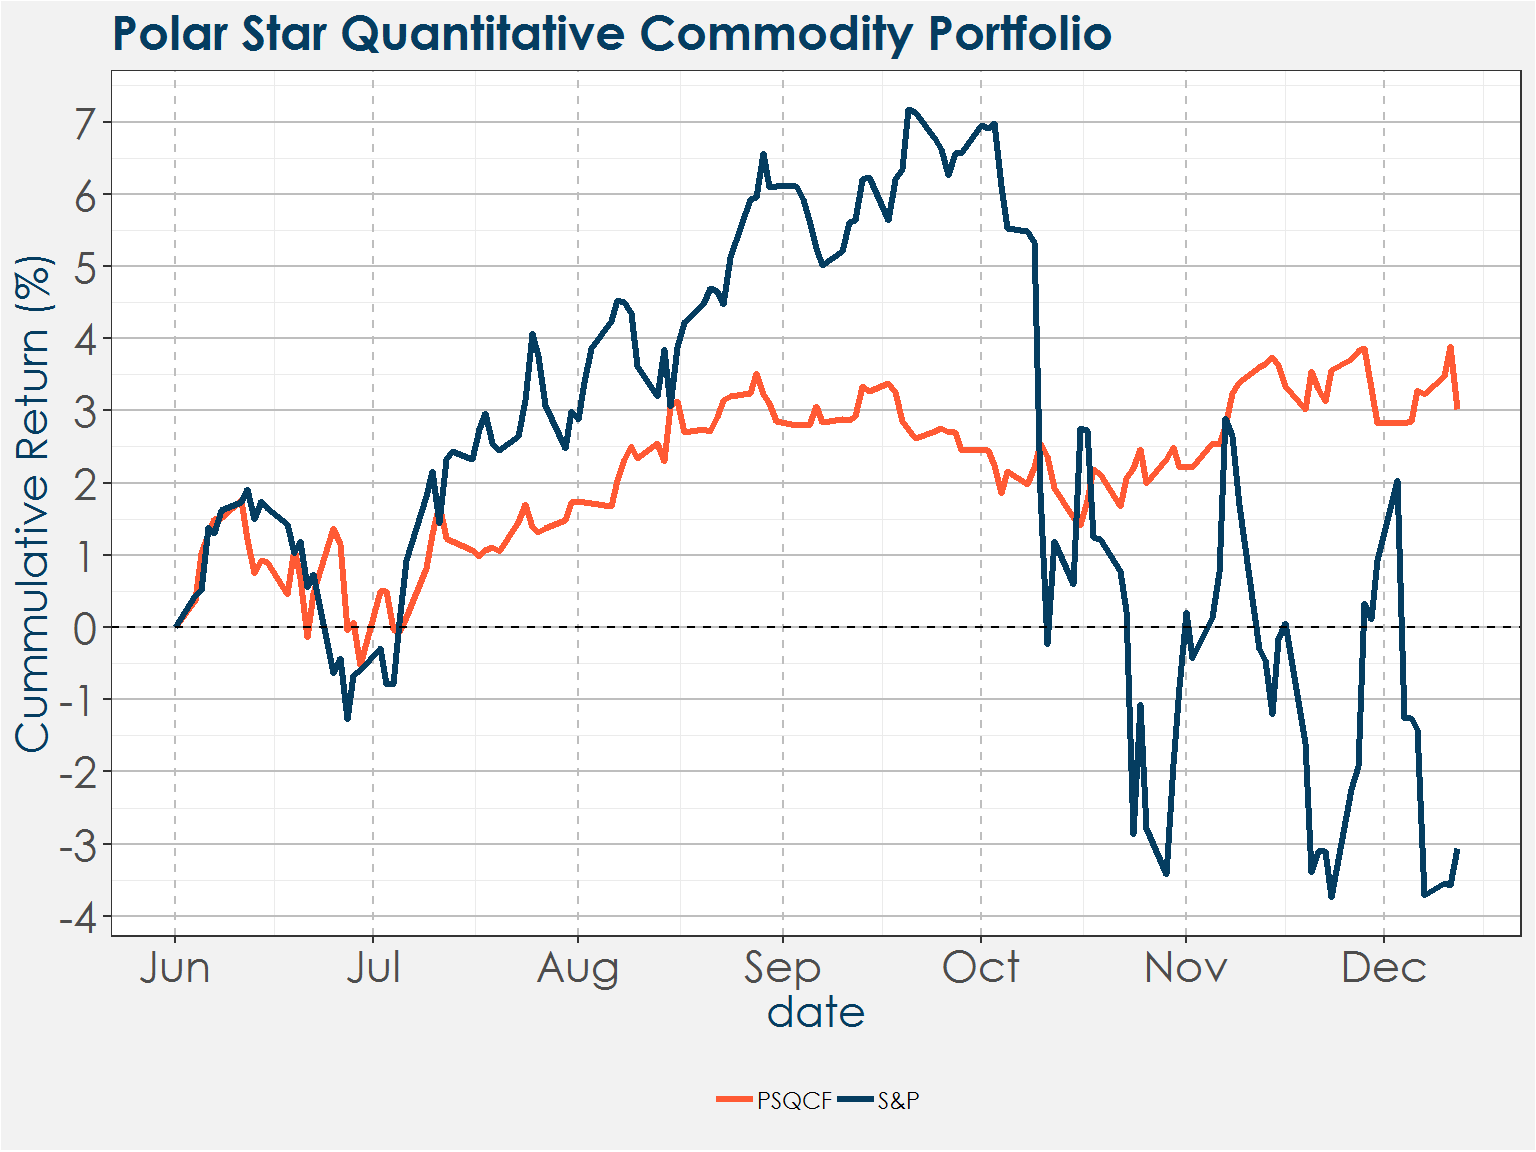 Polar Star Quantitative Commodity Portfolio
Cummulative Return (%)
7
6
5
4
3
2
1
0
-1
-2
-3
-4
Jun Jul Aug Sep Oct Nov Dec
date
PSQCF S&P